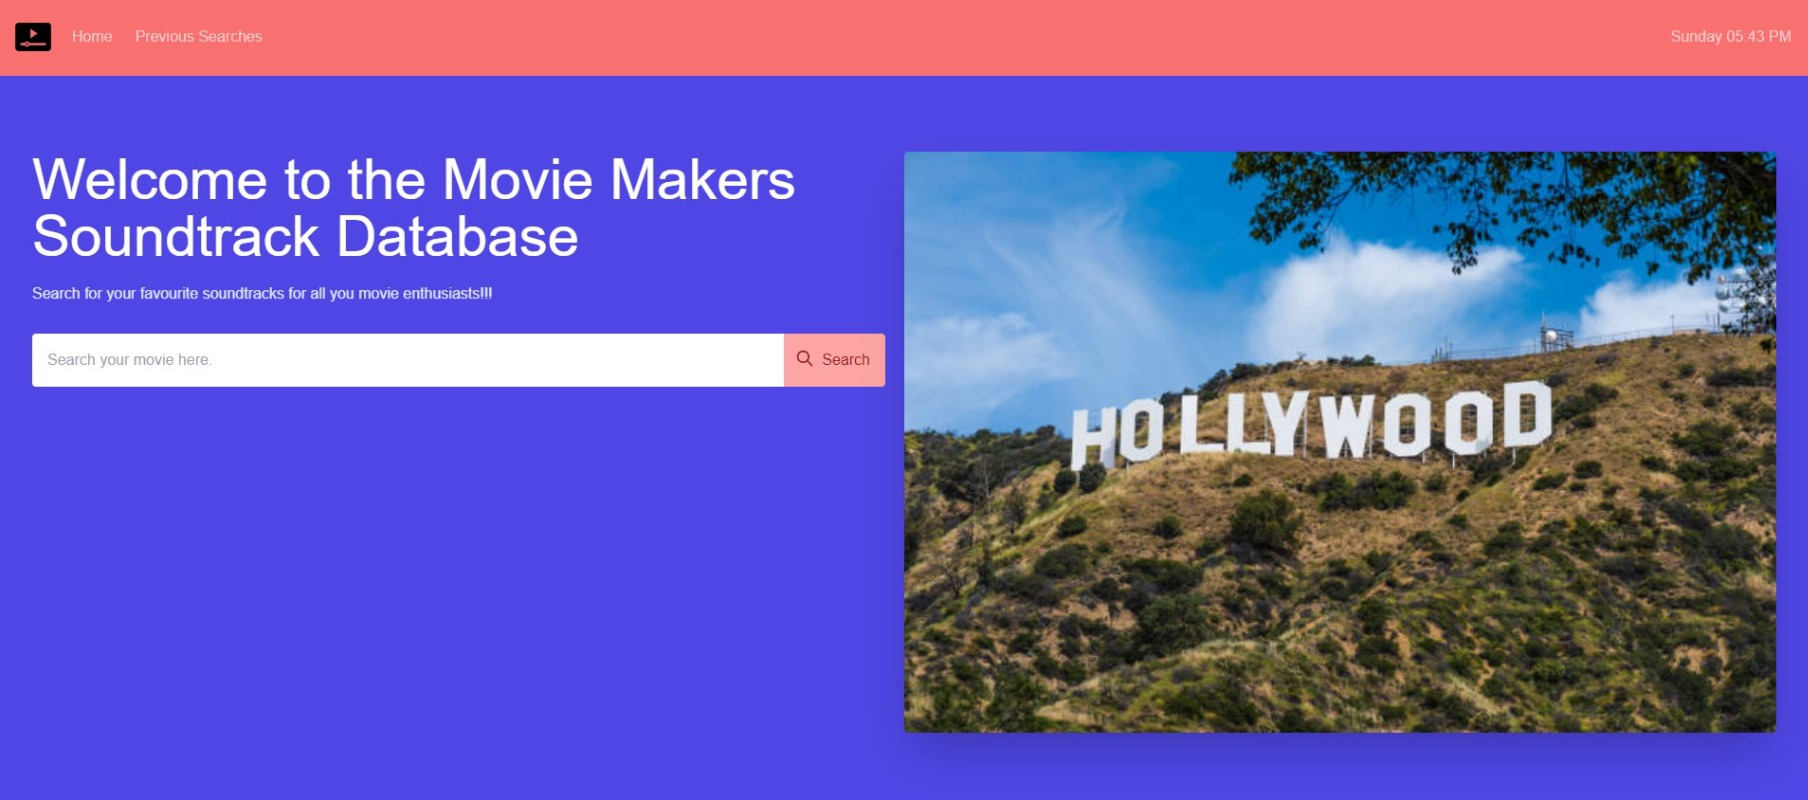 Home Previous Searches Sunday 05:43 PM
Welcome to the Movie Makers
Soundtrack Database
Search for your favourite soundtracks for all you movie enthusiasts!!!
Search your movie here. Search
HOLLYWOOD